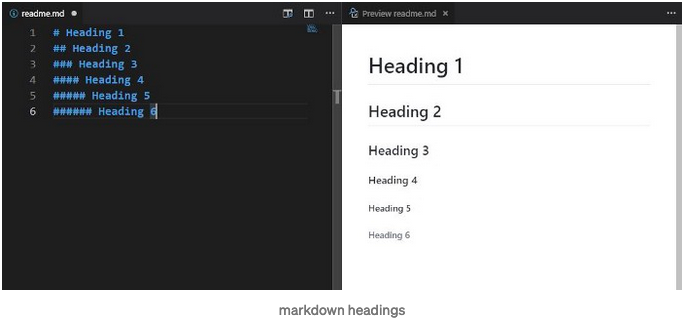 readme.md
Preview readme.md
1 # Heading 1
2 ## Heading 2
3 ### Heading 3
4 #### Heading 4
5 ##### Heading 5
6 ###### Heading 6
T
Heading 1
Heading 2
Heading 3
Heading 4
Heading 5
Heading 6
markdown headings